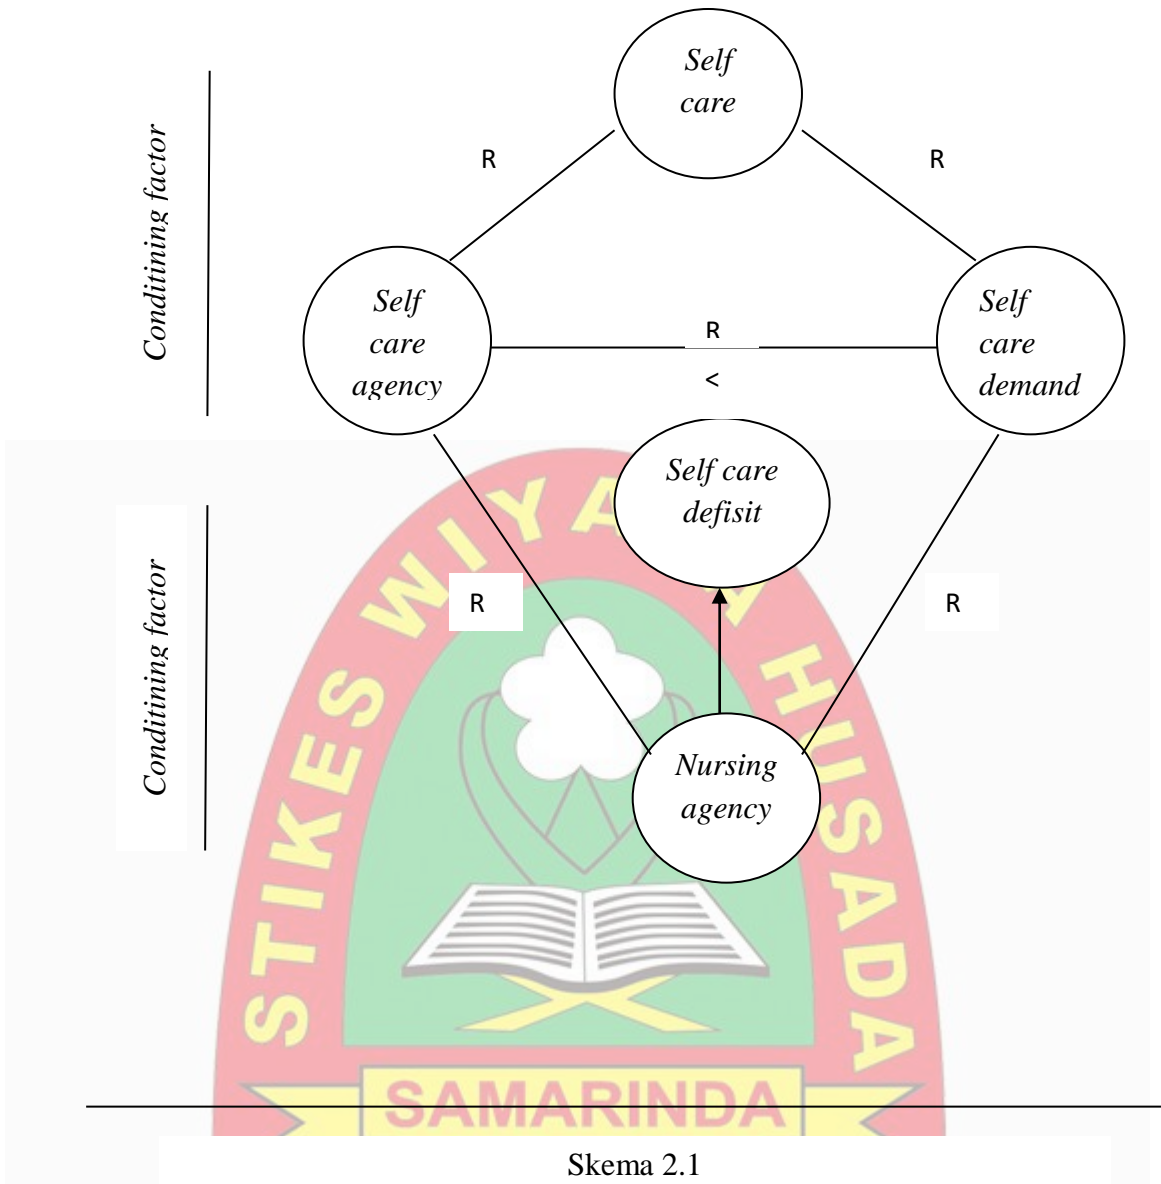 Self
care
Conditining factor
R
R
Self
care
agency
R
<
Self
care
demand
Self care
defisit
Conditining factor
R
R
Nursing
agency
STIKES WIYA A HUSADA
SAMARINDA
Skema 2.1